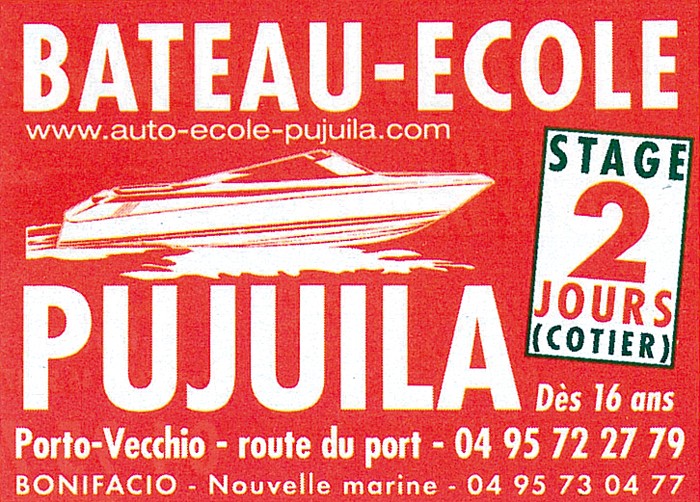 BATEAU-ECOLE
www.auto-ecole-pujuila.com
STAGE
2
JOURS
(COTIER)
PUJUILA
Dès 16 ans
Porto-Vecchio - route du port - 04 95 72 27 79
BONIFACIO - Nouvelle marine - 04 95 73 04 77